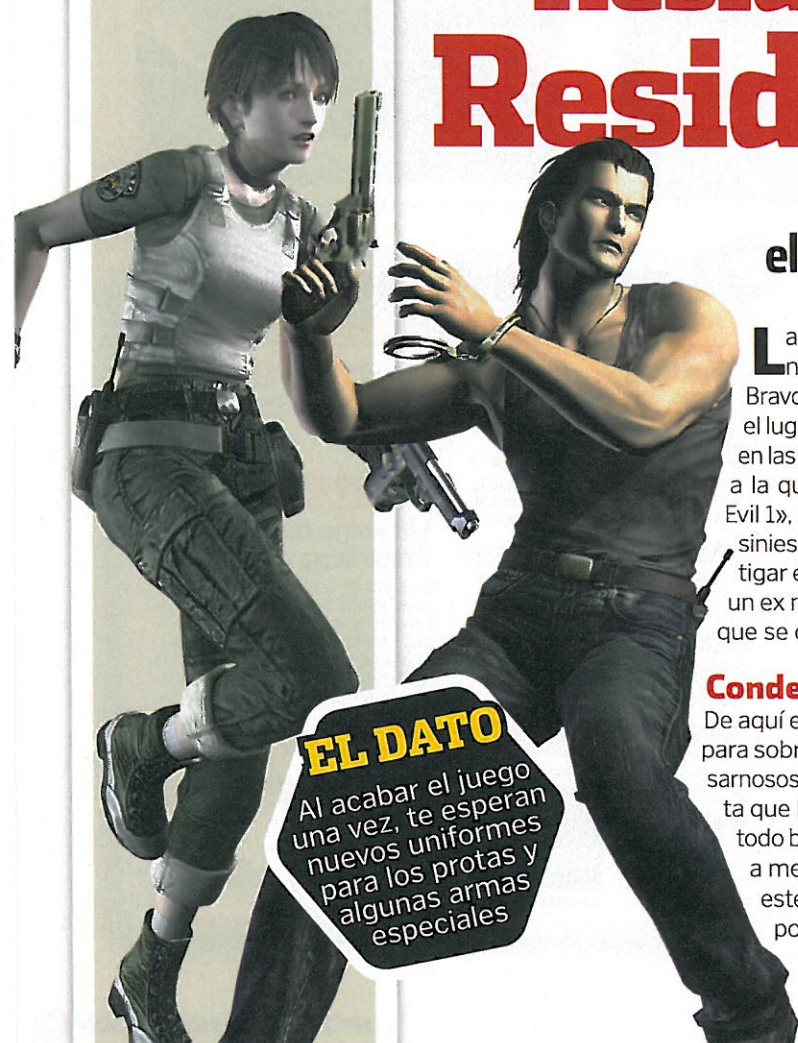 Resid
Resid
el
La
n
Bravo
el lug
en las
a la qu
Evil 1»,
sinies
tigar e
un ex
que se
Conde
De aquí e
para sobr
sarnosos
ta que
todo b
a me
este
po
EL DATO
Al acabar el juego
una vez, te esperan
nuevos uniformes
para los protas y
algunas armas
especiales